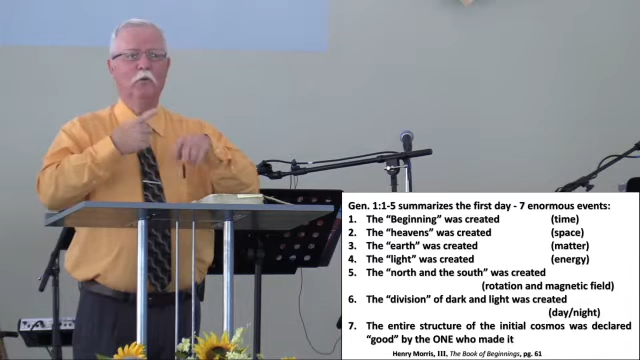 Gen. 1:1-5 summarizes the first day - 7 enormous events:
1. The “Beginning” was created (time)
2. The “heavens” was created (space)
3. The “earth” was created (matter)
4. The “light” was created (energy)
5. The “north and the south” was created
(rotation and magnetic field)
6. The “division” of dark and light was created
(day/night)
7. The entire structure of the initial cosmos was declared
“good” by the ONE who made it
Henry Morris, III, The Book of Beginnings, pg. 61